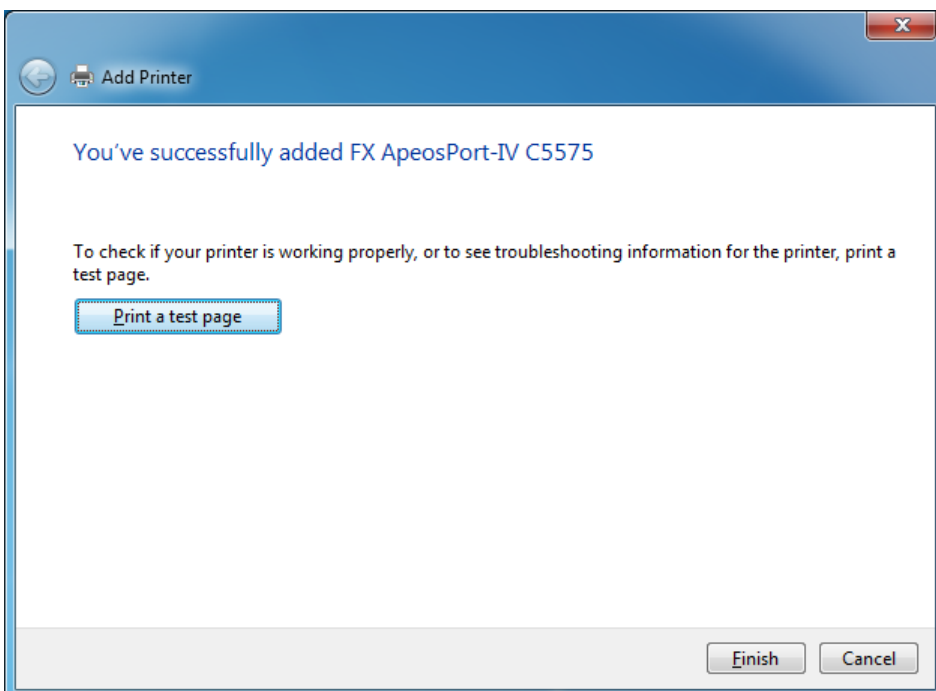 Add Printer
You've successfully added FX ApeosPort-IV C5575
To check if your printer is working properly, or to see troubleshooting information for the printer, print a
test page.
Print a test page
Finish Cancel